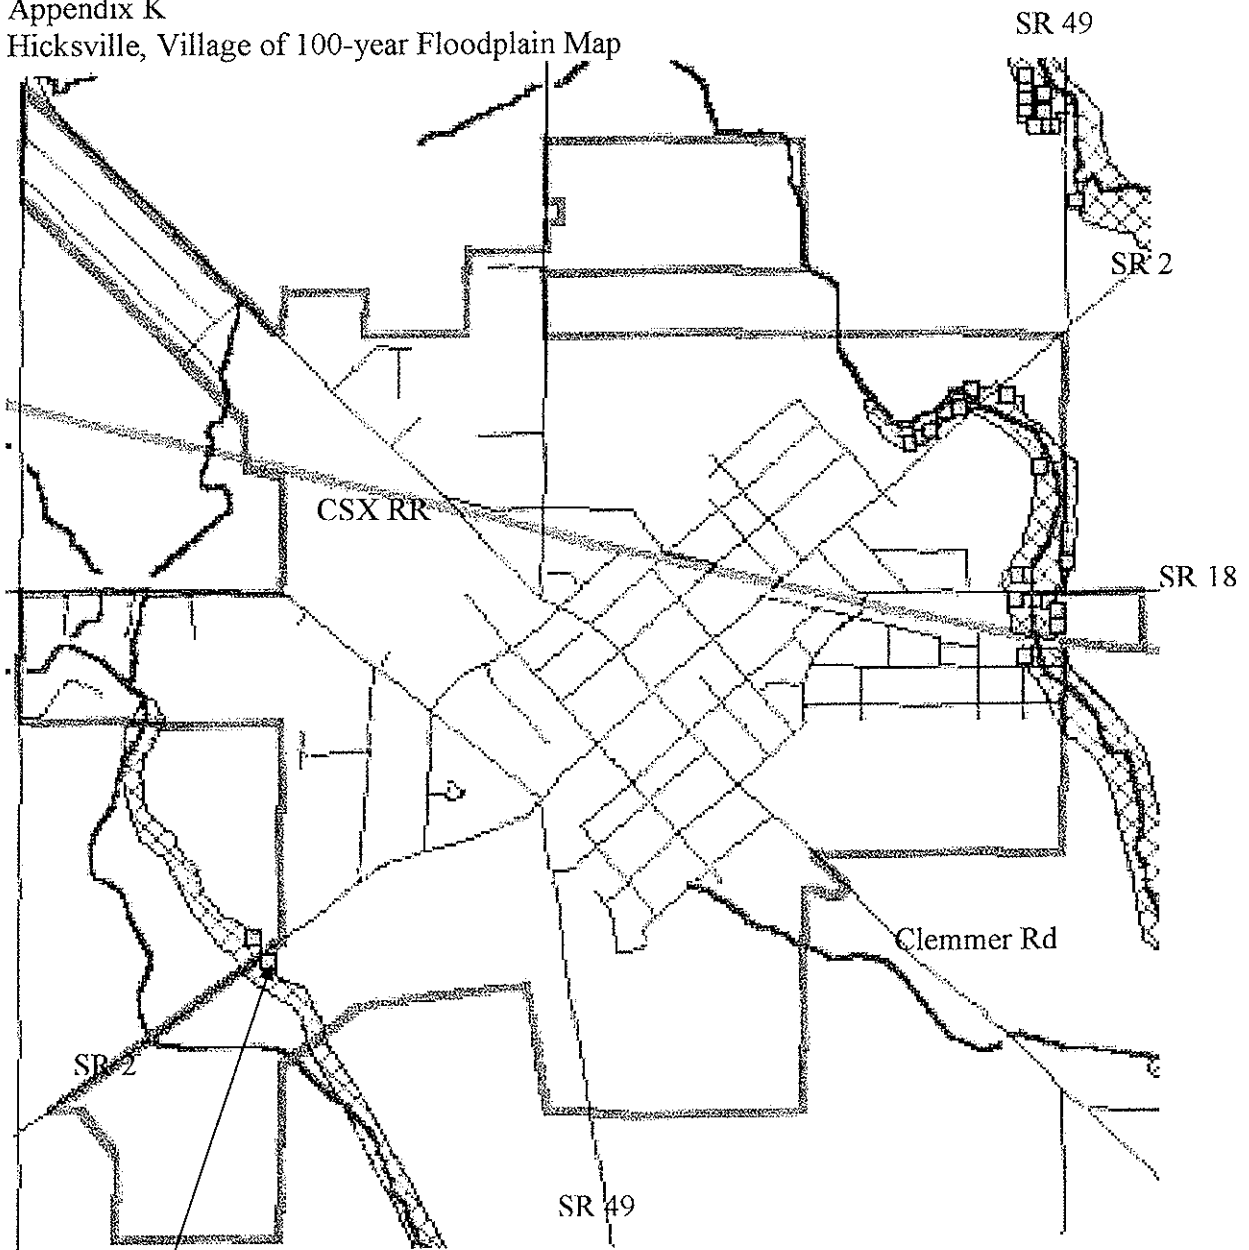 Appendix K
Hicksville, Village of 100-year Floodplain Map
SR 49
SR 2
CSX RR
SR 18
Clemmer Rd
SR 2
SR 49